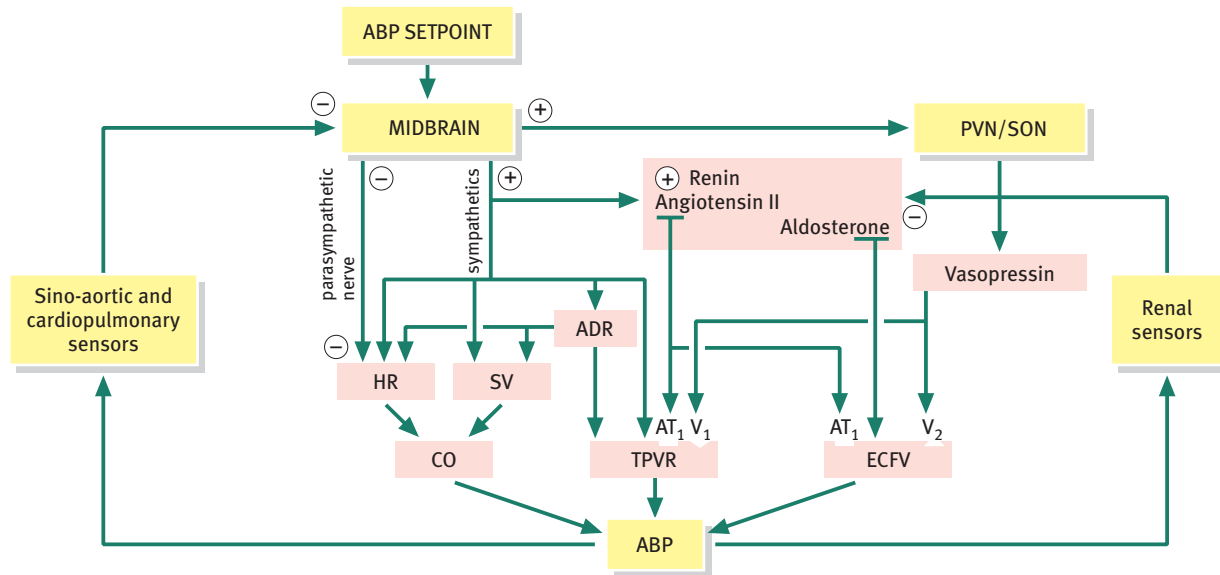 ABP SETPOINT
− MIDBRAIN + PVN/SON
parasympathetic
nerve
−
sympathetics
+
+ Renin
Angiotensin II
Aldosterone
−
Vasopressin
Sino-aortic and
cardiopulmonary
sensors
Renal
sensors
ADR
−
HR SV
AT₁ V₁ AT₁ V₂
CO TPVR ECFV
ABP